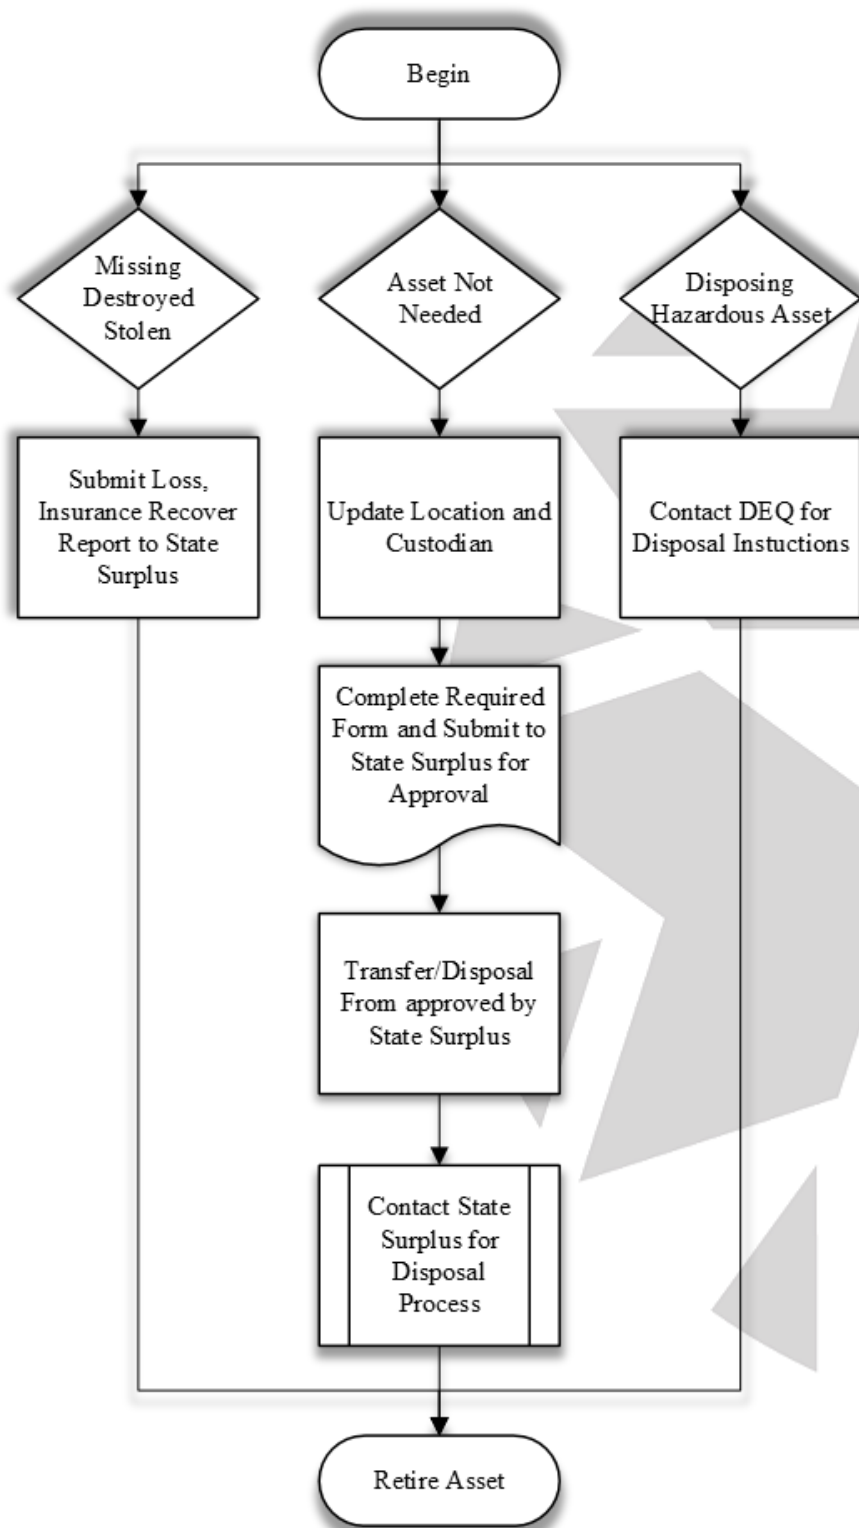 Begin
Missing
Destroyed
Stolen
Asset Not
Needed
Disposing
Hazardous Asset
Submit Loss,
Insurance Recover
Report to State
Surplus
Update Location and
Custodian
Contact DEQ for
Disposal Instuctions
Complete Required
Form and Submit to
State Surplus for
Approval
Transfer/Disposal
From approved by
State Surplus
Contact State
Surplus for
Disposal
Process
Retire Asset